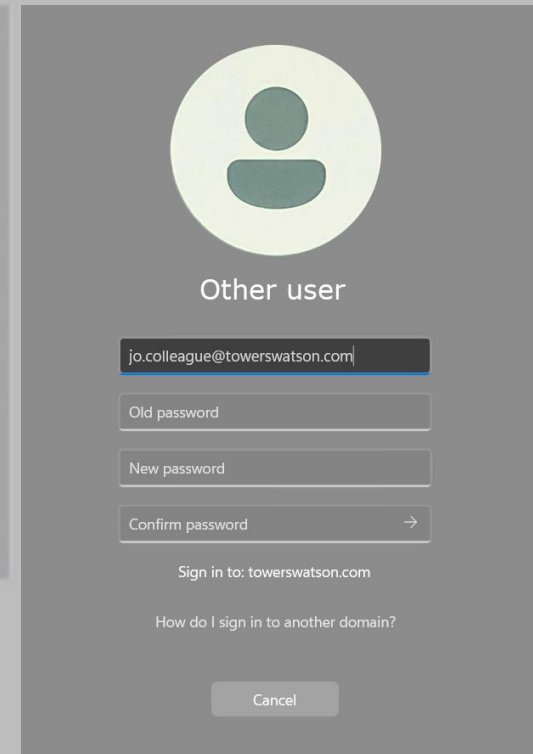 Other user
jo.colleague@towerswatson.com
Old password
New password
Confirm password
Sign in to: towerswatson.com
How do I sign in to another domain?
Cancel